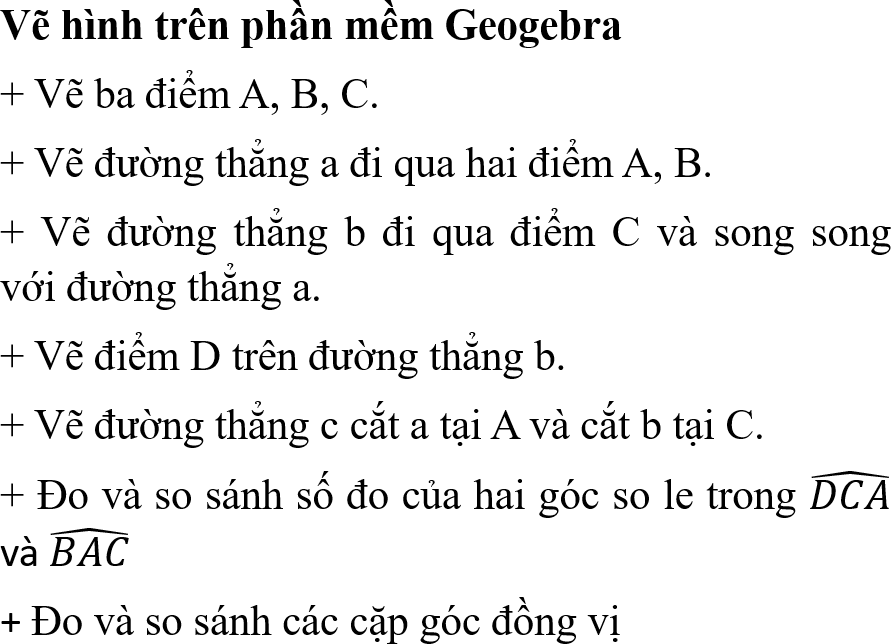 Vẽ hình trên phần mềm Geogebra
+ Vẽ ba điểm A, B, C.
+ Vẽ đường thẳng a đi qua hai điểm A, B.
+ Vẽ đường thẳng b đi qua điểm C và song song
với đường thẳng a.
+ Vẽ điểm D trên đường thẳng b.
+ Vẽ đường thẳng c cắt a tại A và cắt b tại C.
+ Đo và so sánh số đo của hai góc so le trong \widehat{DCA}
và \widehat{BAC}
+ Đo và so sánh các cặp góc đồng vị